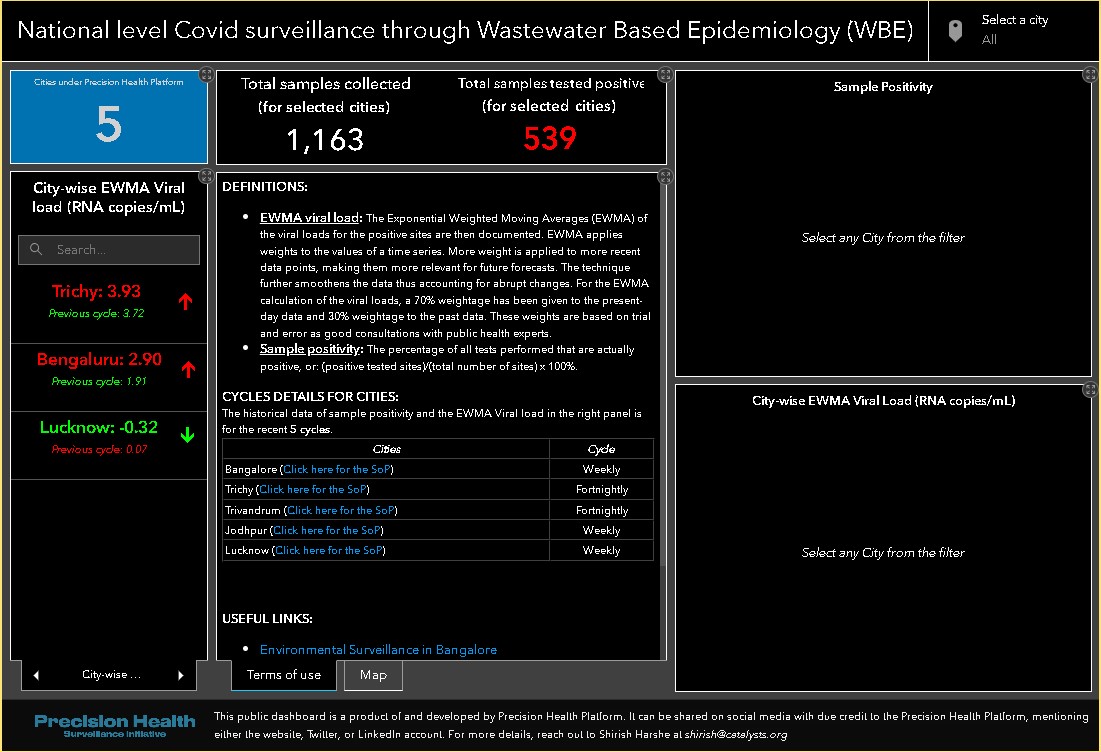 National level Covid surveillance through Wastewater Based Epidemiology (WBE)
Select a city
All
Cities under Precision Health Platform
5
Total samples collected
(for selected cities)
1,163
Total samples tested positive
(for selected cities)
539
Sample Positivity
Select any City from the filter
City-wise EWMA Viral
load (RNA copies/mL)
Search...
Trichy: 3.93
Previous cycle: 3.72
Bengaluru: 2.90
Previous cycle: 1.91
Lucknow: -0.32
Previous cycle: 0.07
City-wise ...
DEFINITIONS:
• EWMA viral load: The Exponential Weighted Moving Averages (EWMA) of
the viral loads for the positive sites are then documented. EWMA applies
weights to the values of a time series. More weight is applied to more recent
data points, making them more relevant for future forecasts. The technique
further smoothens the data thus accounting for abrupt changes. For the EWMA
calculation of the viral loads, a 70% weightage has been given to the present-
day data and 30% weightage to the past data. These weights are based on trial
and error as good consultations with public health experts.
• Sample positivity: The percentage of all tests performed that are actually
positive, or: (positive tested sites)/(total number of sites) x 100%.
CYCLES DETAILS FOR CITIES:
The historical data of sample positivity and the EWMA Viral load in the right panel is
for the recent 5 cycles.
Cities Cycle
Bangalore (Click here for the SoP) Weekly
Trichy (Click here for the SoP) Fortnightly
Trivandrum (Click here for the SoP) Fortnightly
Jodhpur (Click here for the SoP) Weekly
Lucknow (Click here for the SoP) Weekly
USEFUL LINKS:
• Environmental Surveillance in Bangalore
Terms of use
Map
City-wise EWMA Viral Load (RNA copies/mL)
Select any City from the filter
Precision Health
Surveillance Initiative
This public dashboard is a product of and developed by Precision Health Platform. It can be shared on social media with due credit to the Precision Health Platform, mentioning
either the website, Twitter, or LinkedIn account. For more details, reach out to Shirish Harshe at shirish@catalysts.org